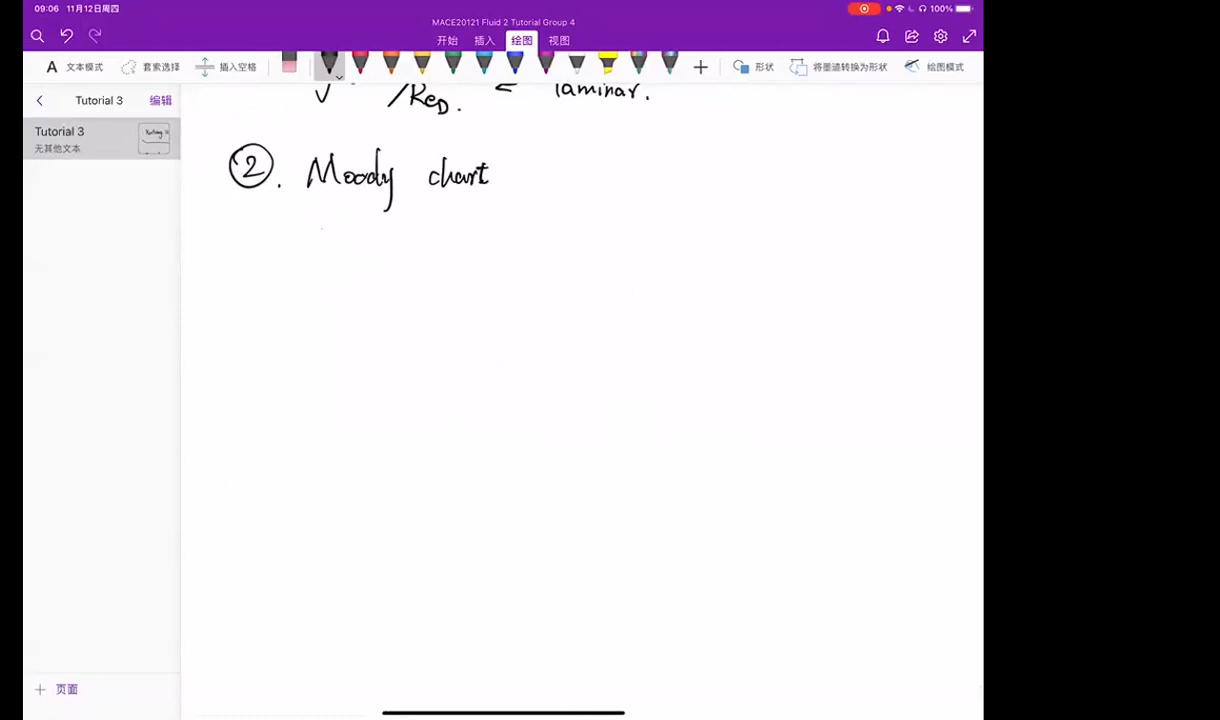 09:06 11月12日周四
100%
MACE20121 Fluid 2 Tutorial Group 4
开始 插入 绘图 视图
A 文本模式 套索选择 插入空格 形状 将墨迹转换为形状 绘图模式
Tutorial 3 编辑
Tutorial 3
无其他文本
/ReD. laminar.
②. Moody chart
+ 页面